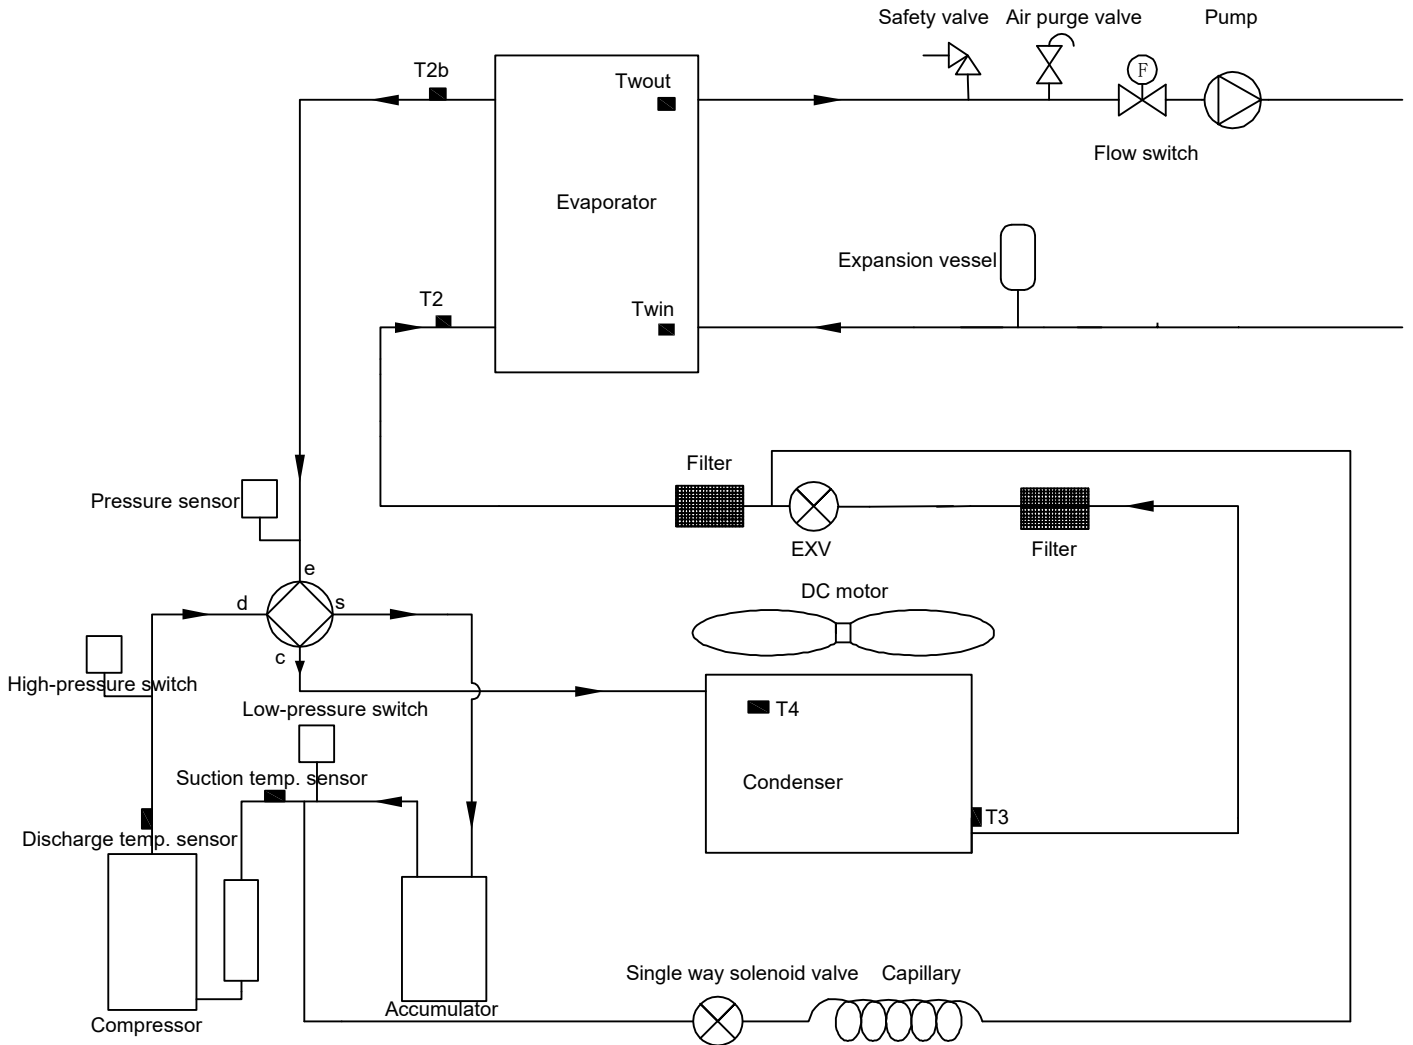 Safety valve
Air purge valve
Pump
T2b
Twout
F
Flow switch
Evaporator
Expansion vessel
T2
Twin
Filter
Pressure sensor
EXV
Filter
e
DC motor
d
s
c
High-pressure switch
Low-pressure switch
T4
Suction temp. sensor
Condenser
T3
Discharge temp. sensor
Single way solenoid valve
Capillary
Accumulator
Compressor